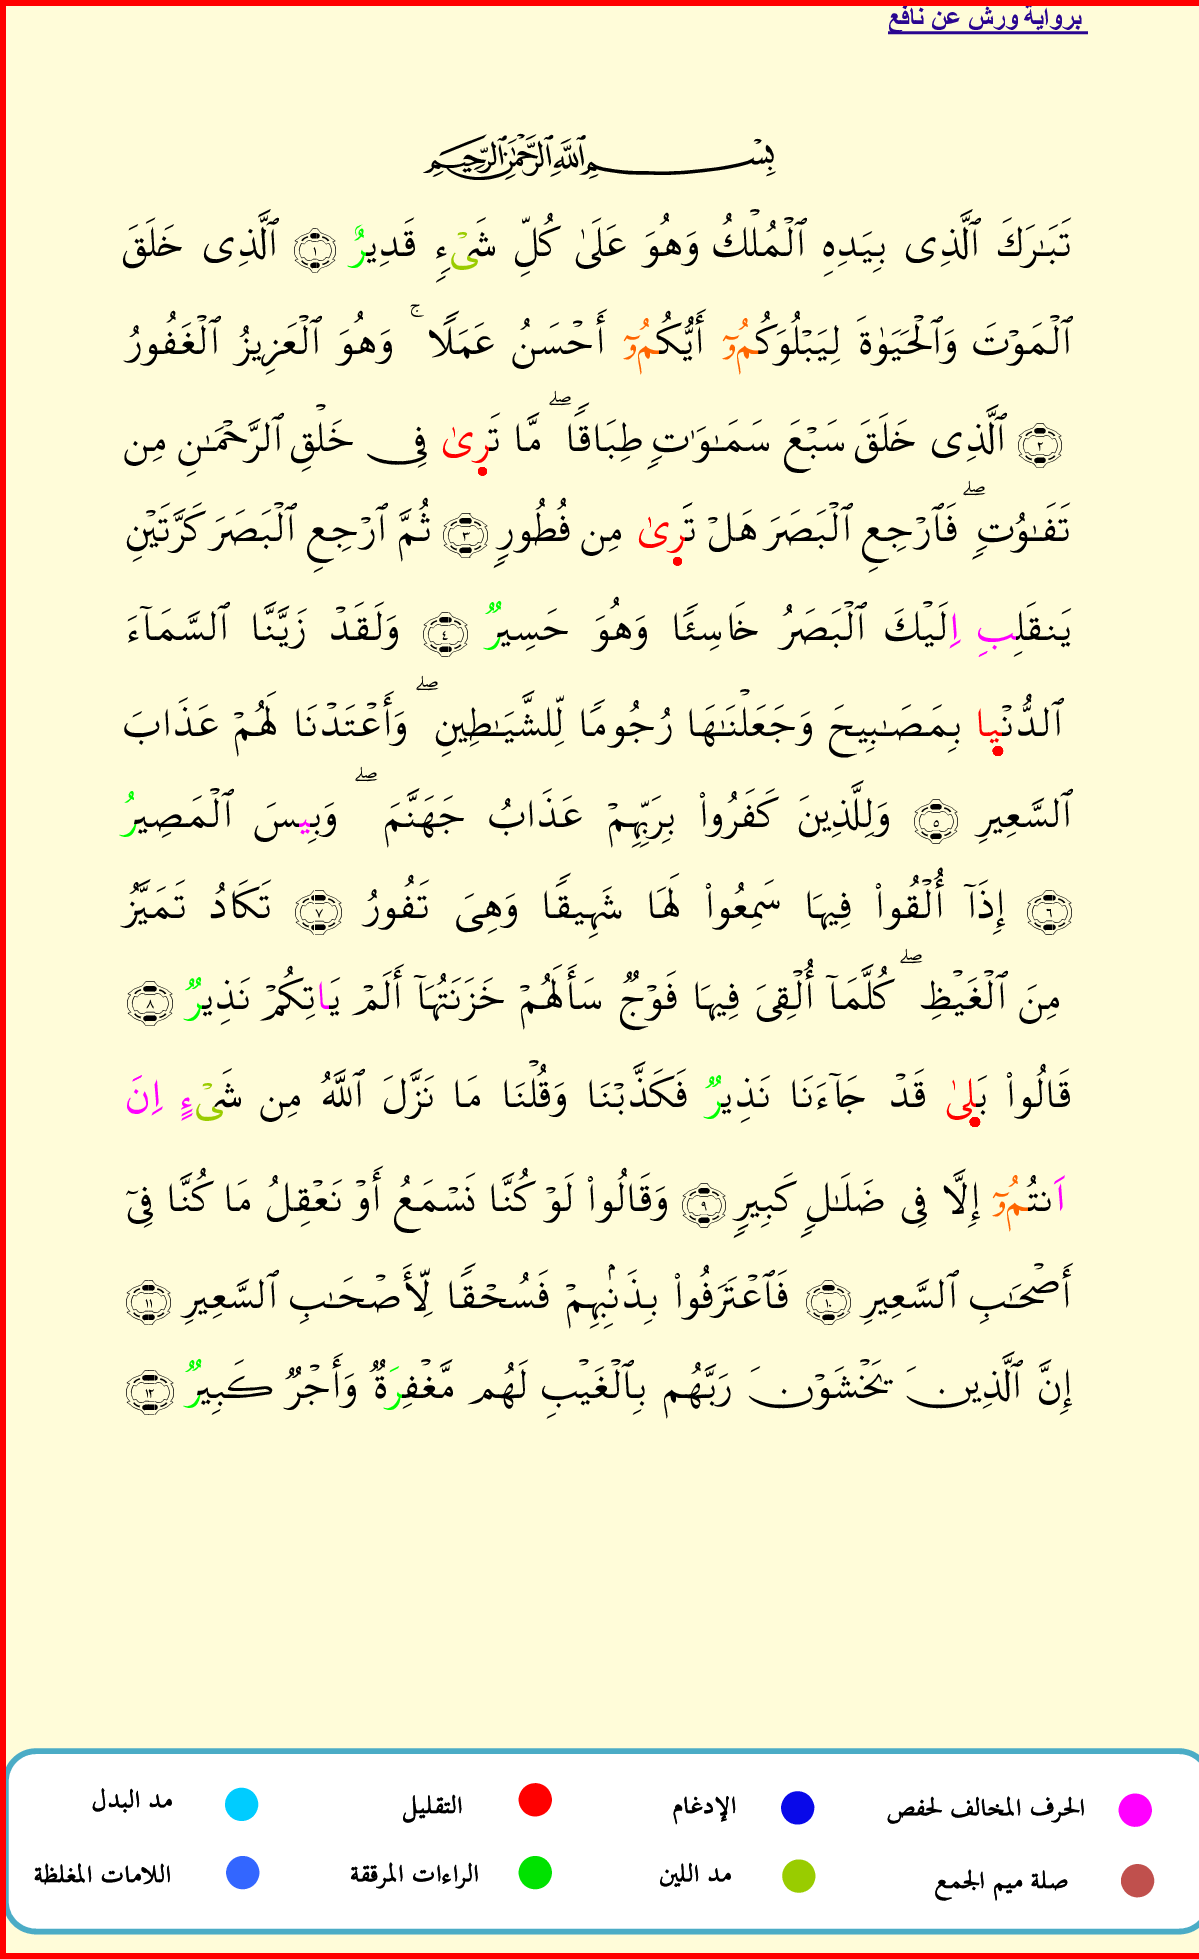 برواية ورش عن نافع
بِسْمِ ٱللَّهِ ٱلرَّحْمَٰنِ ٱلرَّحِيمِ
تَبَـٰرَكَ ٱلَّذِى بِيَدِهِ ٱلْمُلْكُ وَهُوَ عَلَىٰ كُلِّ شَىْءٍ قَدِيرٌ ١ ٱلَّذِى خَلَقَ
ٱلْمَوْتَ وَٱلْحَيَوٰةَ لِيَبْلُوَكُمُۥٓ أَيُّكُمُۥٓ أَحْسَنُ عَمَلًا ۚ وَهُوَ ٱلْعَزِيزُ ٱلْغَفُورُ
٢ ٱلَّذِى خَلَقَ سَبْعَ سَمَـٰوَٰتٍ طِبَاقًا ۖ مَّا تَرِىٰ فِى خَلْقِ ٱلرَّحْمَـٰنِ مِن
تَفَـٰوُتٍ ۖ فَٱرْجِعِ ٱلْبَصَرَ هَلْ تَرِىٰ مِن فُطُورٍ ٣ ثُمَّ ٱرْجِعِ ٱلْبَصَرَ كَرَّتَيْنِ
يَنقَلِبِ اِلَيْكَ ٱلْبَصَرُ خَاسِئًا وَهُوَ حَسِيرٌ ٤ وَلَقَدْ زَيَّنَّا ٱلسَّمَآءَ
ٱلدُّنْيا بِمَصَـٰبِيحَ وَجَعَلْنَـٰهَا رُجُومًا لِّلشَّيَـٰطِينِ ۖ وَأَعْتَدْنَا لَهُمْ عَذَابَ
ٱلسَّعِيرِ ٥ وَلِلَّذِينَ كَفَرُوا۟ بِرَبِّهِمْ عَذَابُ جَهَنَّمَ ۖ وَبِيسَ ٱلْمَصِيرُ
٦ إِذَآ أُلْقُوا۟ فِيهَا سَمِعُوا۟ لَهَا شَهِيقًا وَهِىَ تَفُورُ ٧ تَكَادُ تَمَيَّزُ
مِنَ ٱلْغَيْظِ ۖ كُلَّمَآ أُلْقِىَ فِيهَا فَوْجٌ سَأَلَهُمْ خَزَنَتُهَآ أَلَمْ يَاتِكُمْ نَذِيرٌ ٨
قَالُوا۟ بَلِىٰ قَدْ جَآءَنَا نَذِيرٌ فَكَذَّبْنَا وَقُلْنَا مَا نَزَّلَ ٱللَّهُ مِن شَىْءٍ اِنَ
اَنتُمُۥٓ إِلَّا فِى ضَلَـٰلٍ كَبِيرٍ ٩ وَقَالُوا۟ لَوْ كُنَّا نَسْمَعُ أَوْ نَعْقِلُ مَا كُنَّا فِىٓ
أَصْحَـٰبِ ٱلسَّعِيرِ ١٠ فَٱعْتَرَفُوا۟ بِذَنۢبِهِمْ فَسُحْقًا لِّأَصْحَـٰبِ ٱلسَّعِيرِ ١١
إِنَّ ٱلَّذِينَ يَخْشَوْنَ رَبَّهُم بِٱلْغَيْبِ لَهُم مَّغْفِرَةٌ وَأَجْرٌ كَبِيرٌ ١٢
الحرف المخالف لحفص الإدغام التقليل مد البدل
صلة ميم الجمع مد اللين الراءات المرققة اللامات المغلظة